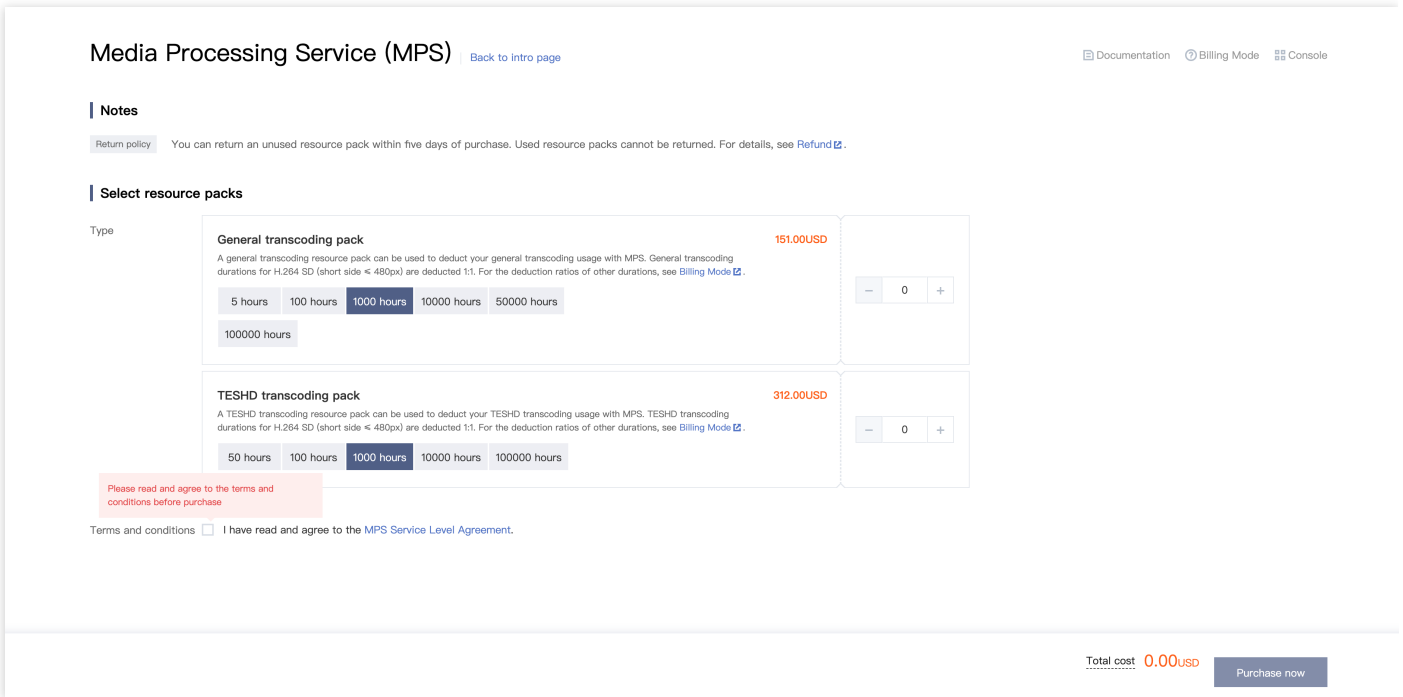 Media Processing Service (MPS) Back to intro page
Documentation Billing Mode Console
Notes
Return policy You can return an unused resource pack within five days of purchase. Used resource packs cannot be returned. For details, see Refund.
Select resource packs
Type
General transcoding pack 151.00USD
A general transcoding resource pack can be used to deduct your general transcoding usage with MPS. General transcoding
durations for H.264 SD (short side ≤ 480px) are deducted 1:1. For the deduction ratios of other durations, see Billing Mode.
5 hours 100 hours 1000 hours 10000 hours 50000 hours
100000 hours
− 0 +
TESHD transcoding pack 312.00USD
A TESHD transcoding resource pack can be used to deduct your TESHD transcoding usage with MPS. TESHD transcoding
durations for H.264 SD (short side ≤ 480px) are deducted 1:1. For the deduction ratios of other durations, see Billing Mode.
50 hours 100 hours 1000 hours 10000 hours 100000 hours
− 0 +
Please read and agree to the terms and
conditions before purchase
Terms and conditions I have read and agree to the MPS Service Level Agreement.
Total cost 0.00USD Purchase now